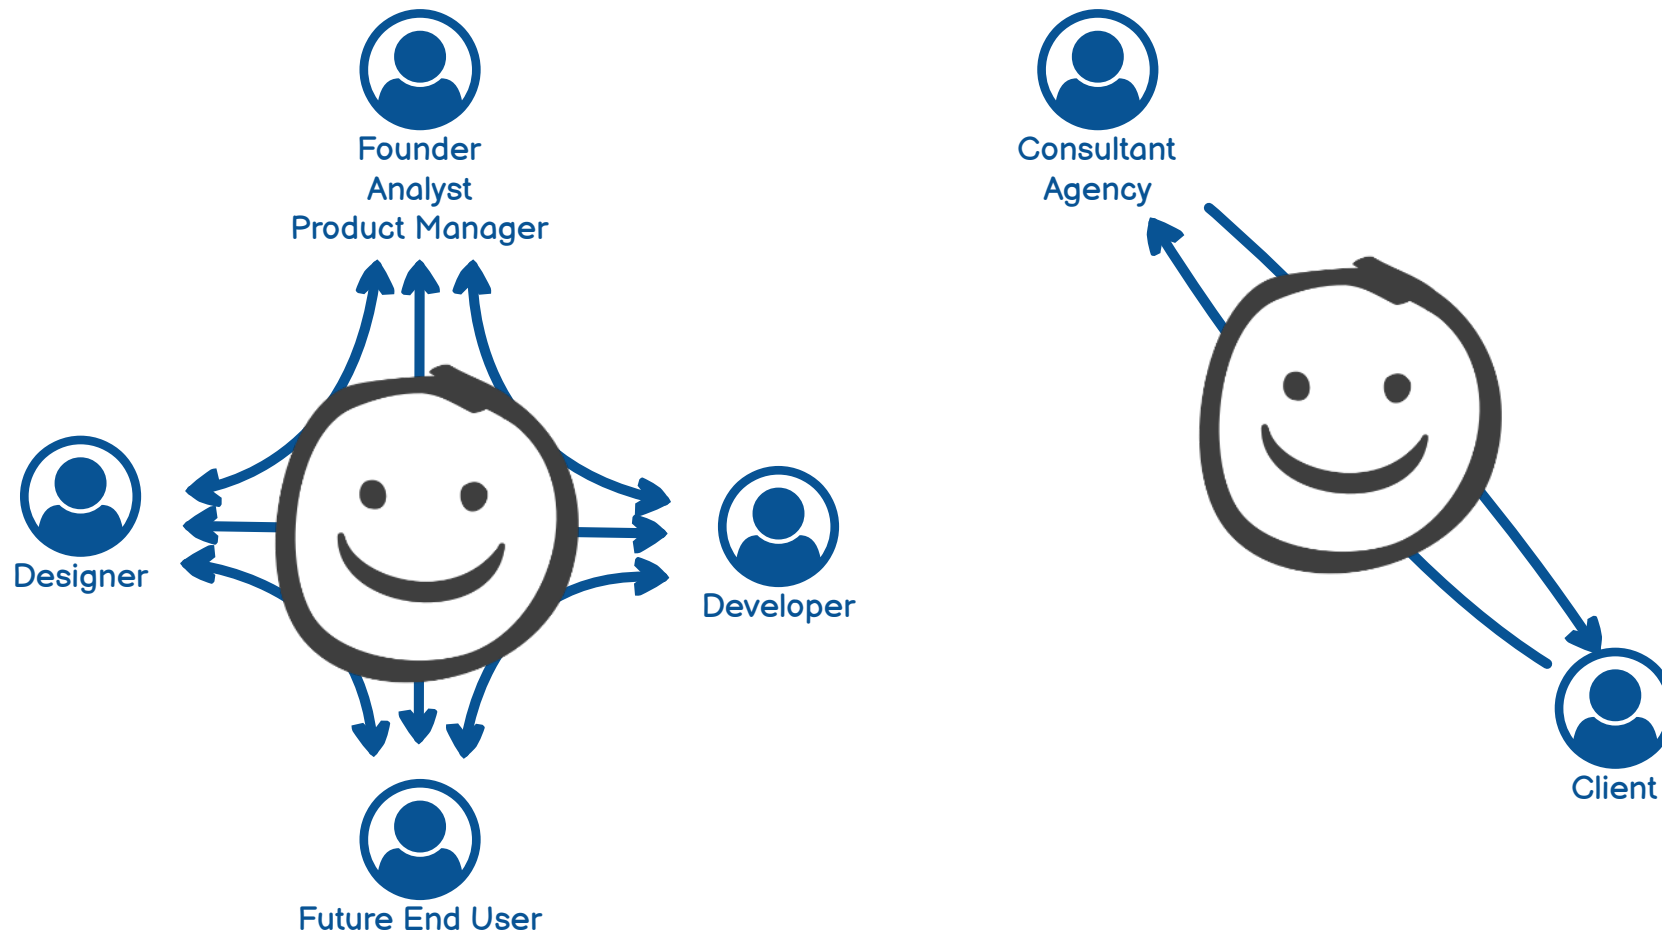 Founder
Analyst
Product Manager
Designer
Developer
Future End User
Consultant
Agency
Client